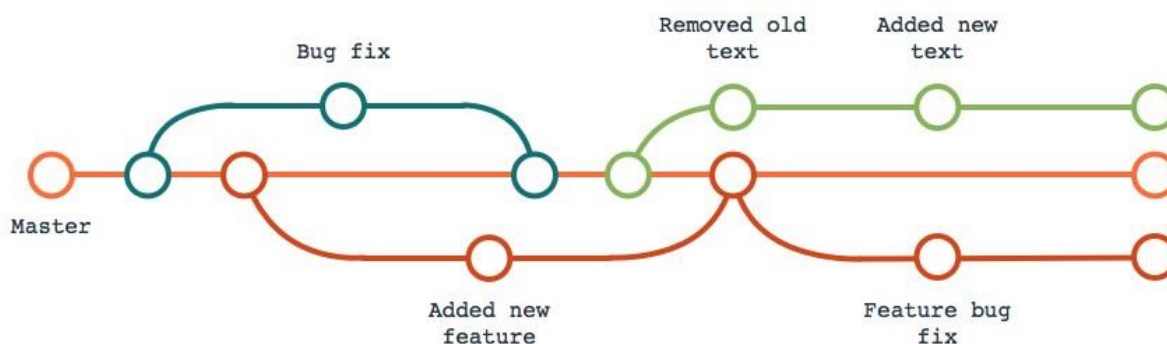 Bug fix
Removed old
text
Added new
text
Master
Added new
feature
Feature bug
fix